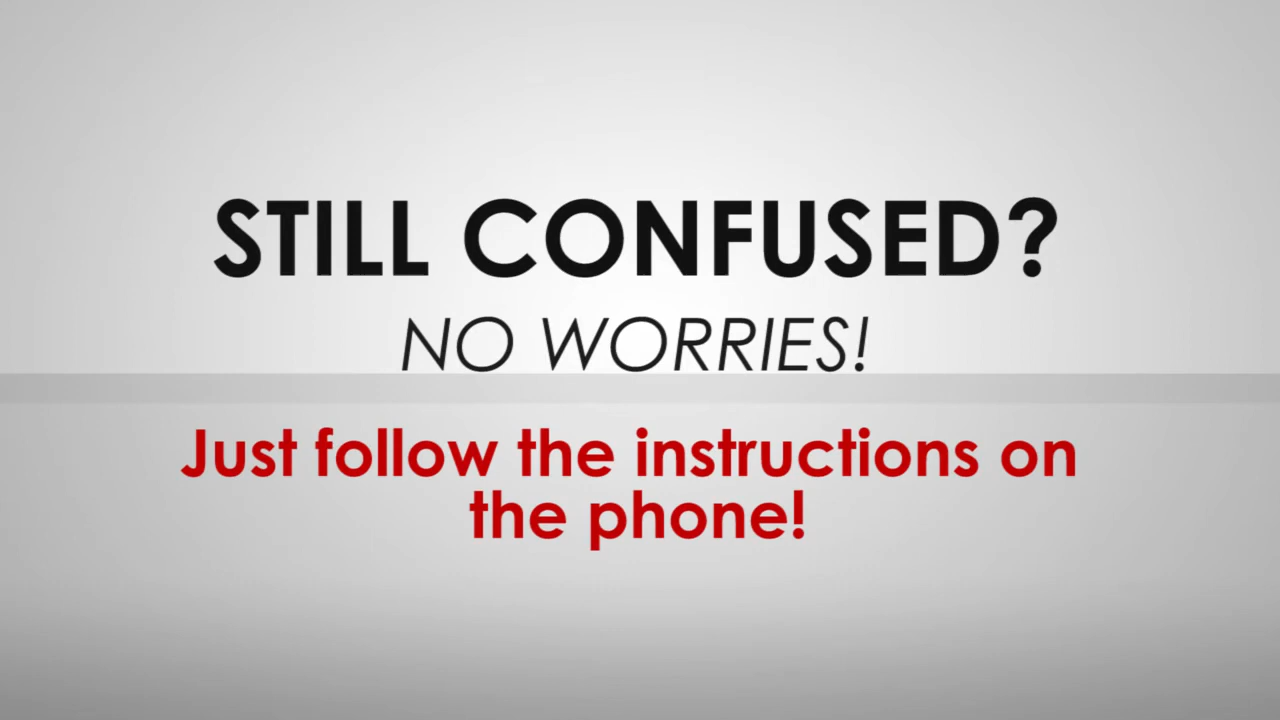 STILL CONFUSED?
NO WORRIES!
Just follow the instructions on
the phone!